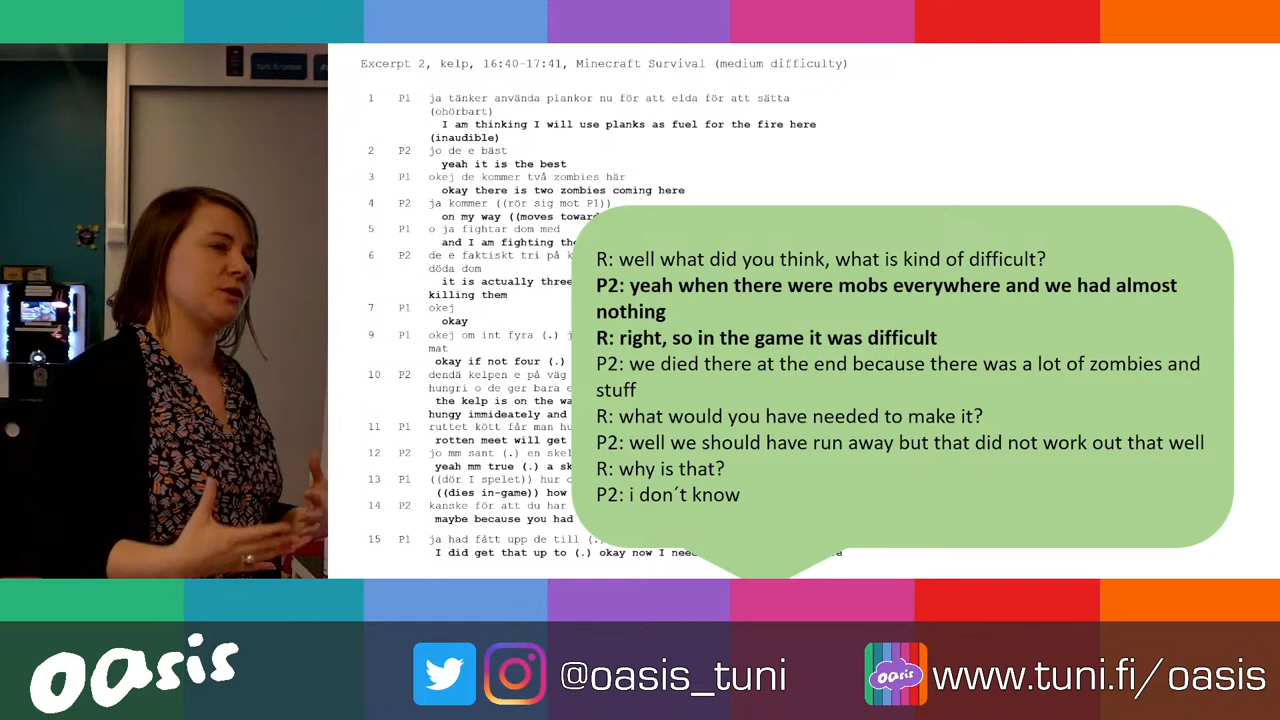 Excerpt 2, kelp, 16:40-17:41, Minecraft Survival (medium difficulty)
1 P1 ja tänker använda plankor nu för att elda för att sätta
(ohörbart)
I am thinking I will use planks as fuel for the fire here
(inaudible)
2 P2 jo de e bäst
yeah it is the best
3 P1 okej de kommer två zombies här
okay there is two zombies coming here
4 P2 ja kommer ((rör sig mot P1))
on my way ((moves
5 P1 o ja fightar dom med
and I am fighting
6 P2 de e faktiskt tri på
döda dom
it is actually three
killing them
7 P1 okej
okay
9 P1 okej om int fyra (.)
mat
okay if not four (.)
10 P2 dendä kelpen e på väg
hungri o de ger bara
the kelp is on the
hungy immideately and
11 P1 ruttet kött får man
rotten meet will get
12 P2 jo mm sant (.) en
yeah mm true (.) a
13 P1 ((dör I spelet)) hur
((dies in-game)) how
14 P2 kanske för att du har
maybe because you had
15 P1 ja had fått upp de till
I did get that up to (.) okay now I
R: well what did you think, what is kind of difficult?
P2: yeah when there were mobs everywhere and we had almost
nothing
R: right, so in the game it was difficult
P2: we died there at the end because there was a lot of zombies and
stuff
R: what would you have needed to make it?
P2: well we should have run away but that did not work out that well
R: why is that?
P2: i don´t know
oasis
@oasis_tuni
oasis
www.tuni.fi/oasis